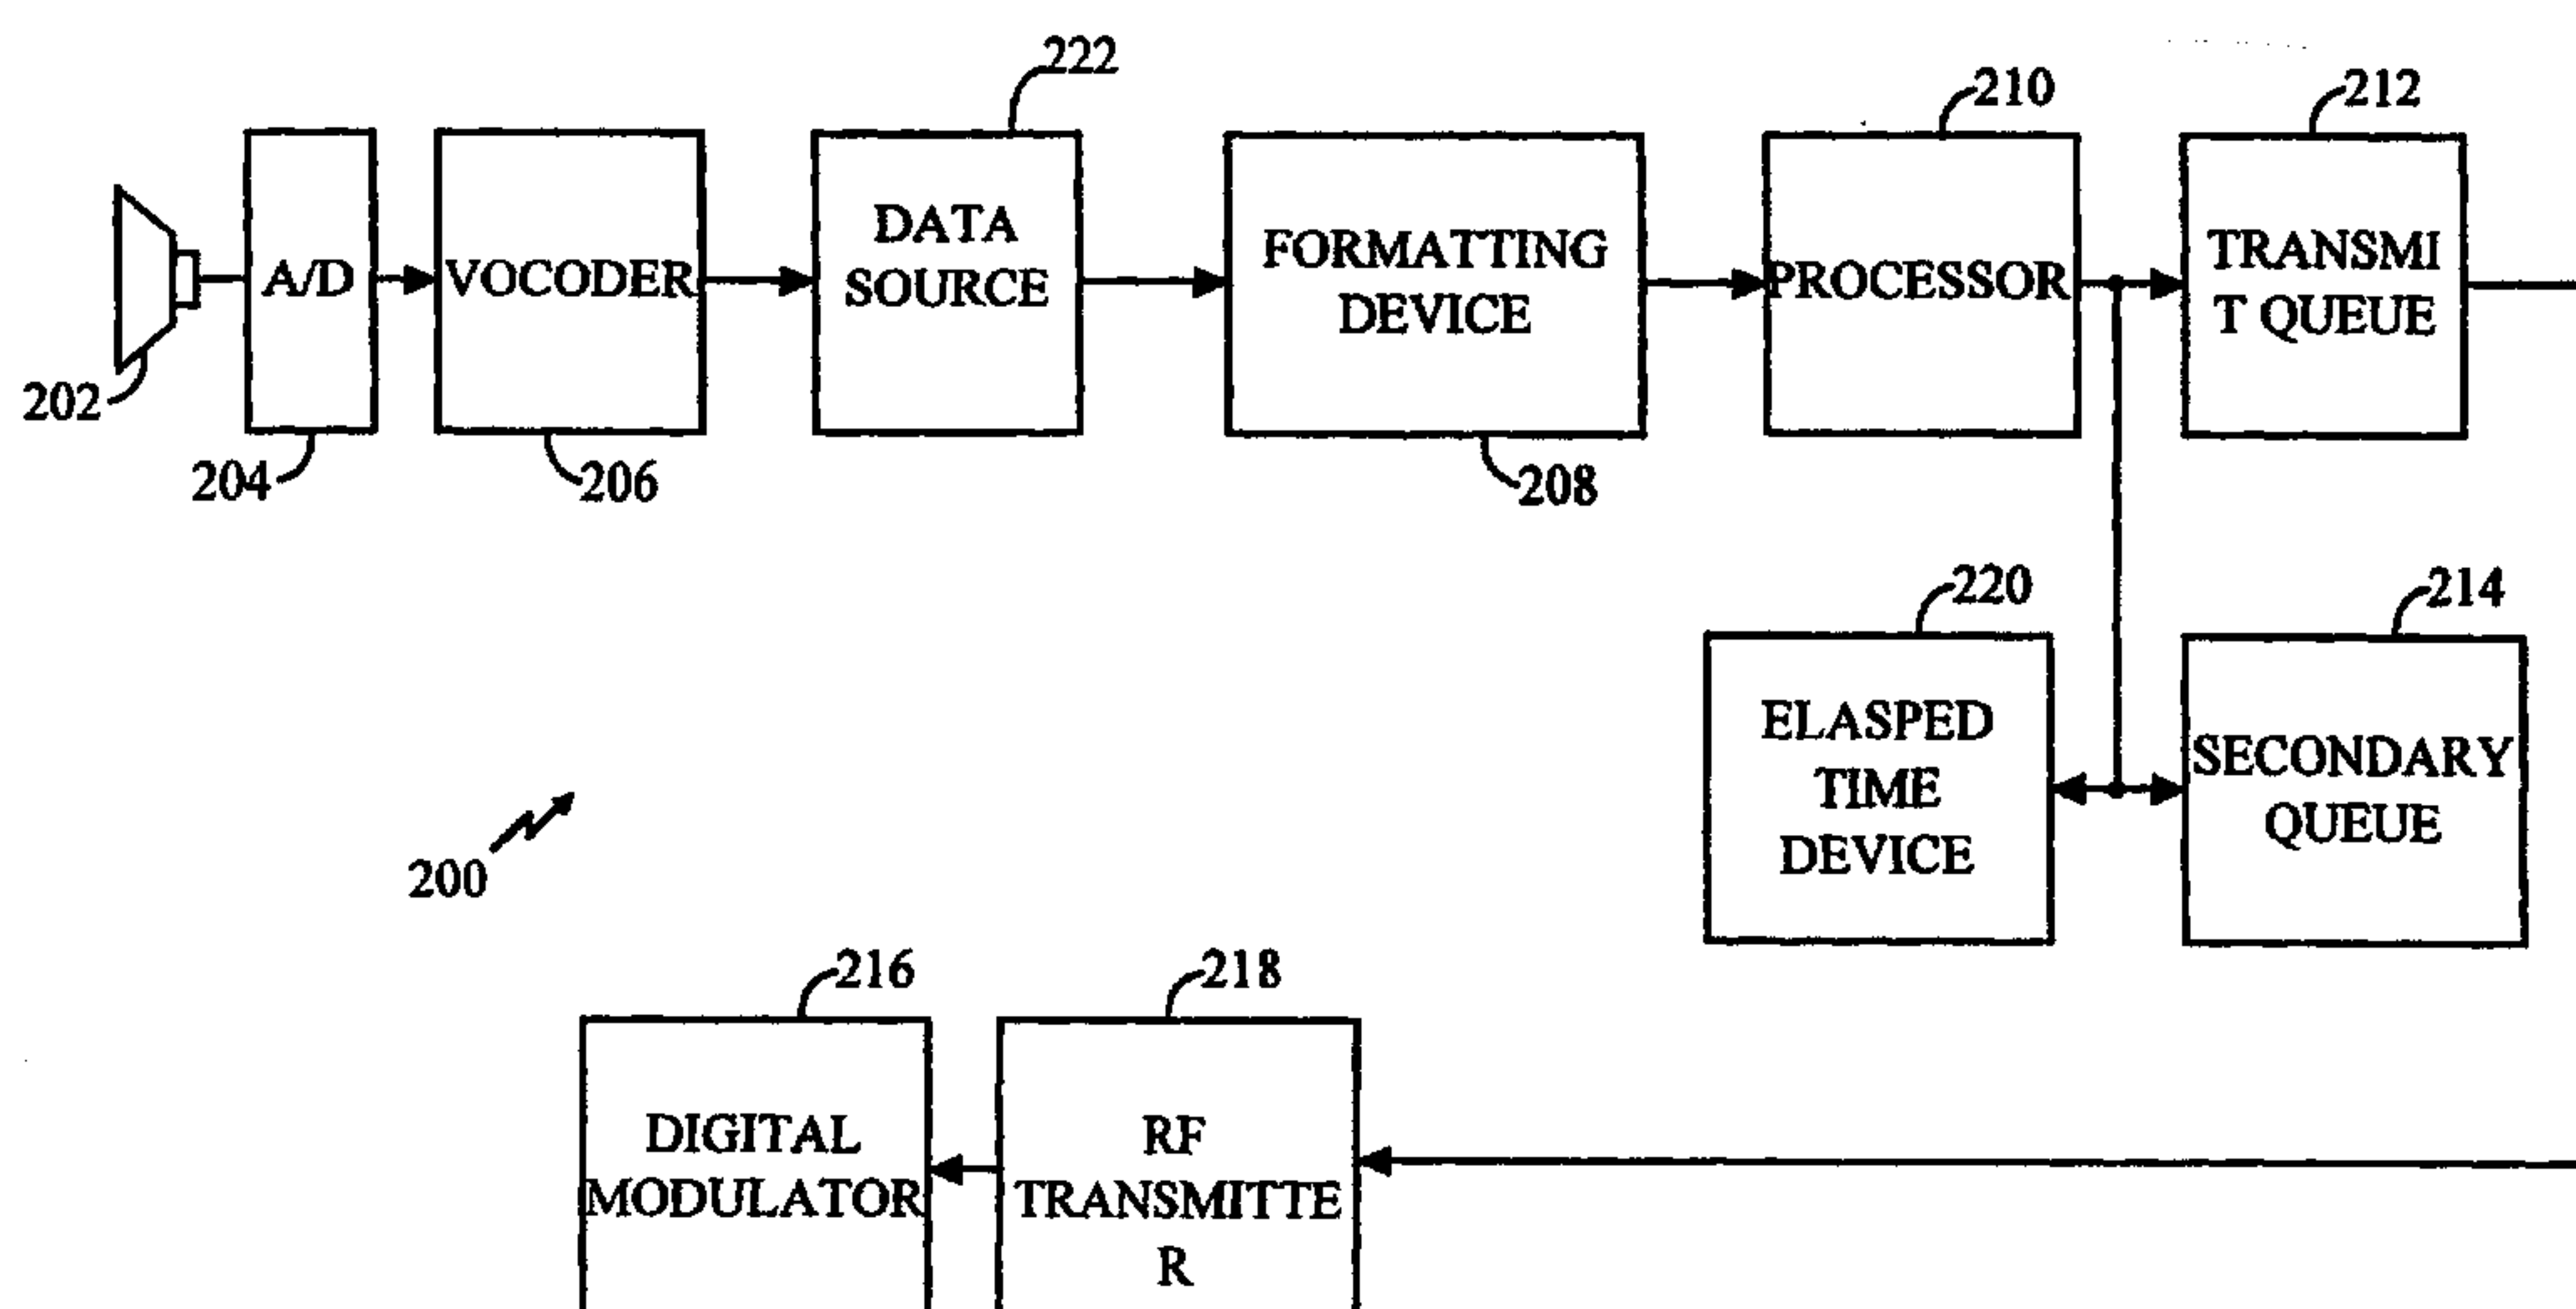 222
210
212
A/D
VOCODER
DATA
SOURCE
FORMATTING
DEVICE
PROCESSOR
TRANSMI
T QUEUE
202
204
206
208
220
214
ELASPED
TIME
DEVICE
SECONDARY
QUEUE
200
216
218
DIGITAL
MODULATOR
RF
TRANSMITTE
R